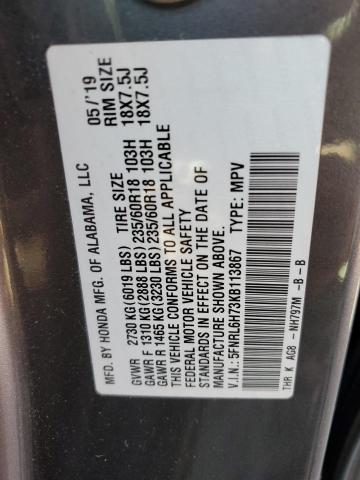 MFD. BY HONDA MFG. OF ALABAMA, LLC 05/'19
TIRE SIZE RIM SIZE
GVWR 2730 KG(6019 LBS)
GAWR F 1310 KG(2888 LBS) 235/60R18 103H 18X7.5J
GAWR R 1465 KG(3230 LBS) 235/60R18 103H 18X7.5J
THIS VEHICLE CONFORMS TO ALL APPLICABLE
FEDERAL MOTOR VEHICLE SAFETY
STANDARDS IN EFFECT ON THE DATE OF
MANUFACTURE SHOWN ABOVE.
V.I.N.: 5FNRL6H73KB113867 TYPE: MPV
THR K AG8 - NH797M -B - B